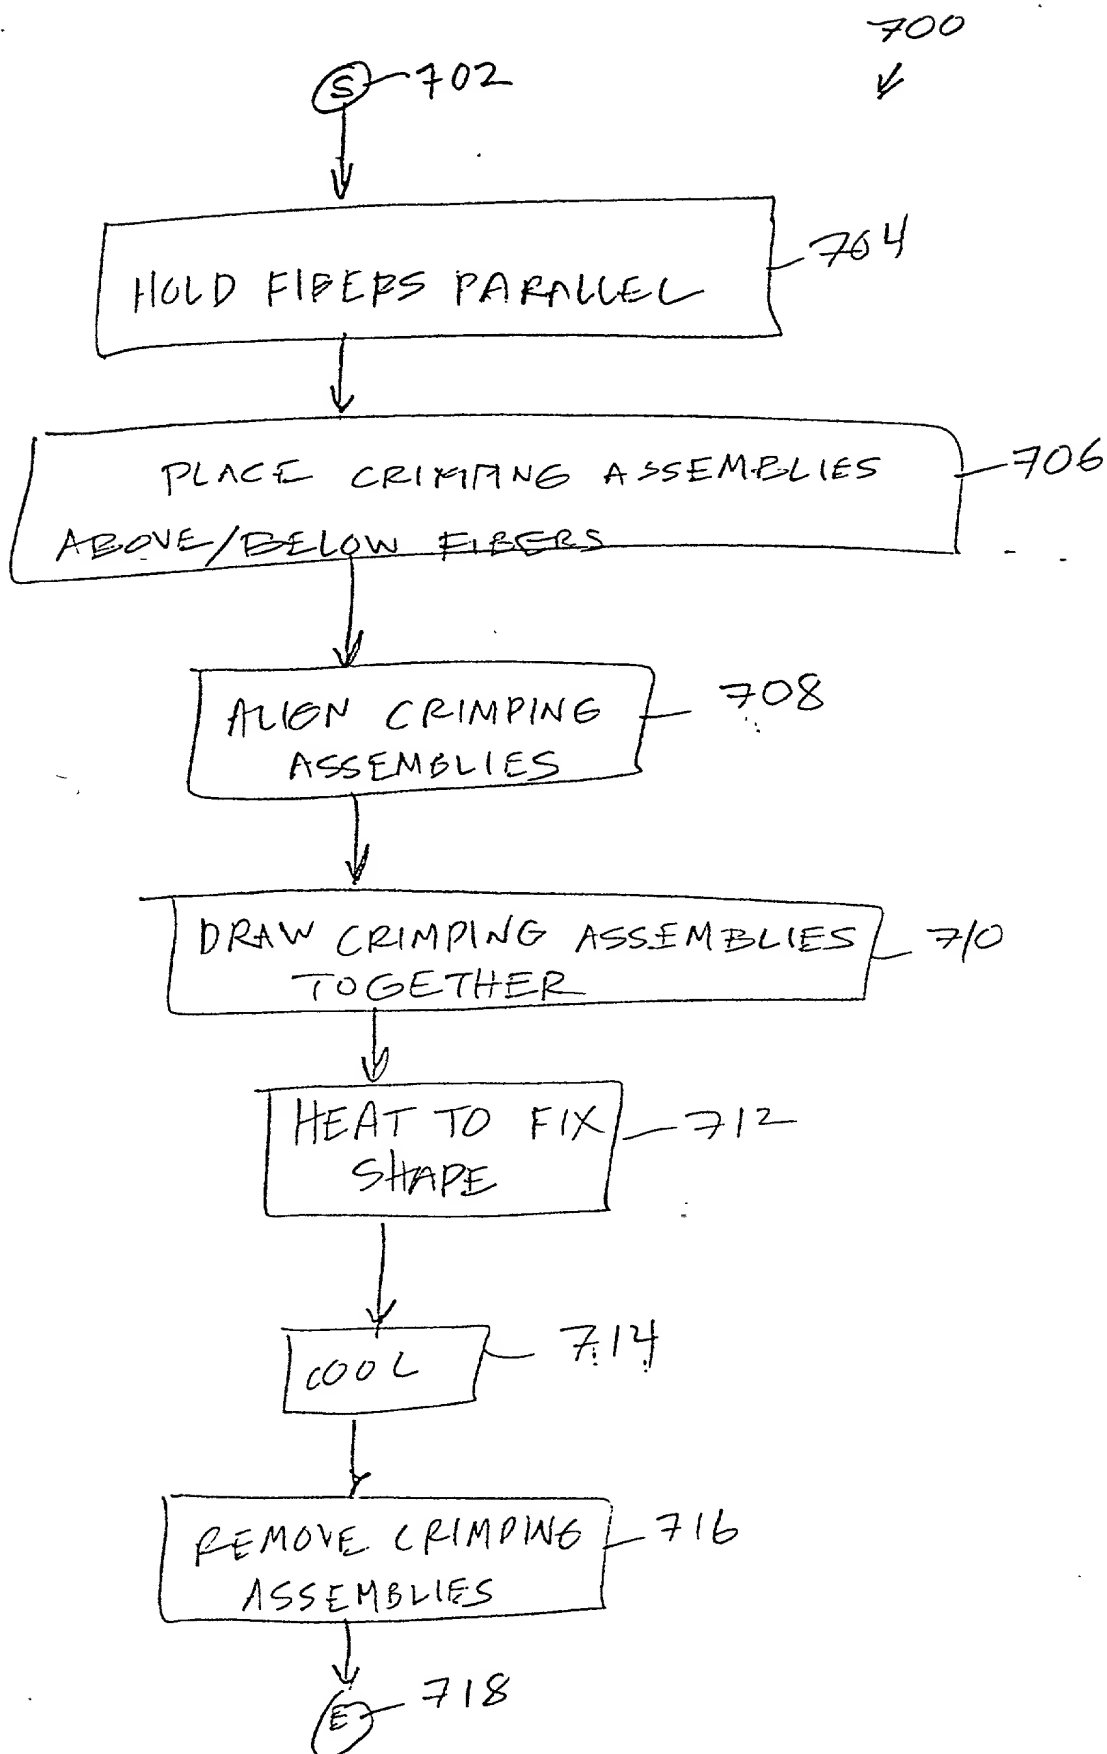 700
S 702
HOLD FIBERS PARALLEL 704
PLACE CRIMPING ASSEMBLIES 706
ABOVE/BELOW FIBERS
ALIGN CRIMPING 708
ASSEMBLIES
DRAW CRIMPING ASSEMBLIES 710
TOGETHER
HEAT TO FIX 712
SHAPE
COOL 714
REMOVE CRIMPING 716
ASSEMBLIES
E 718